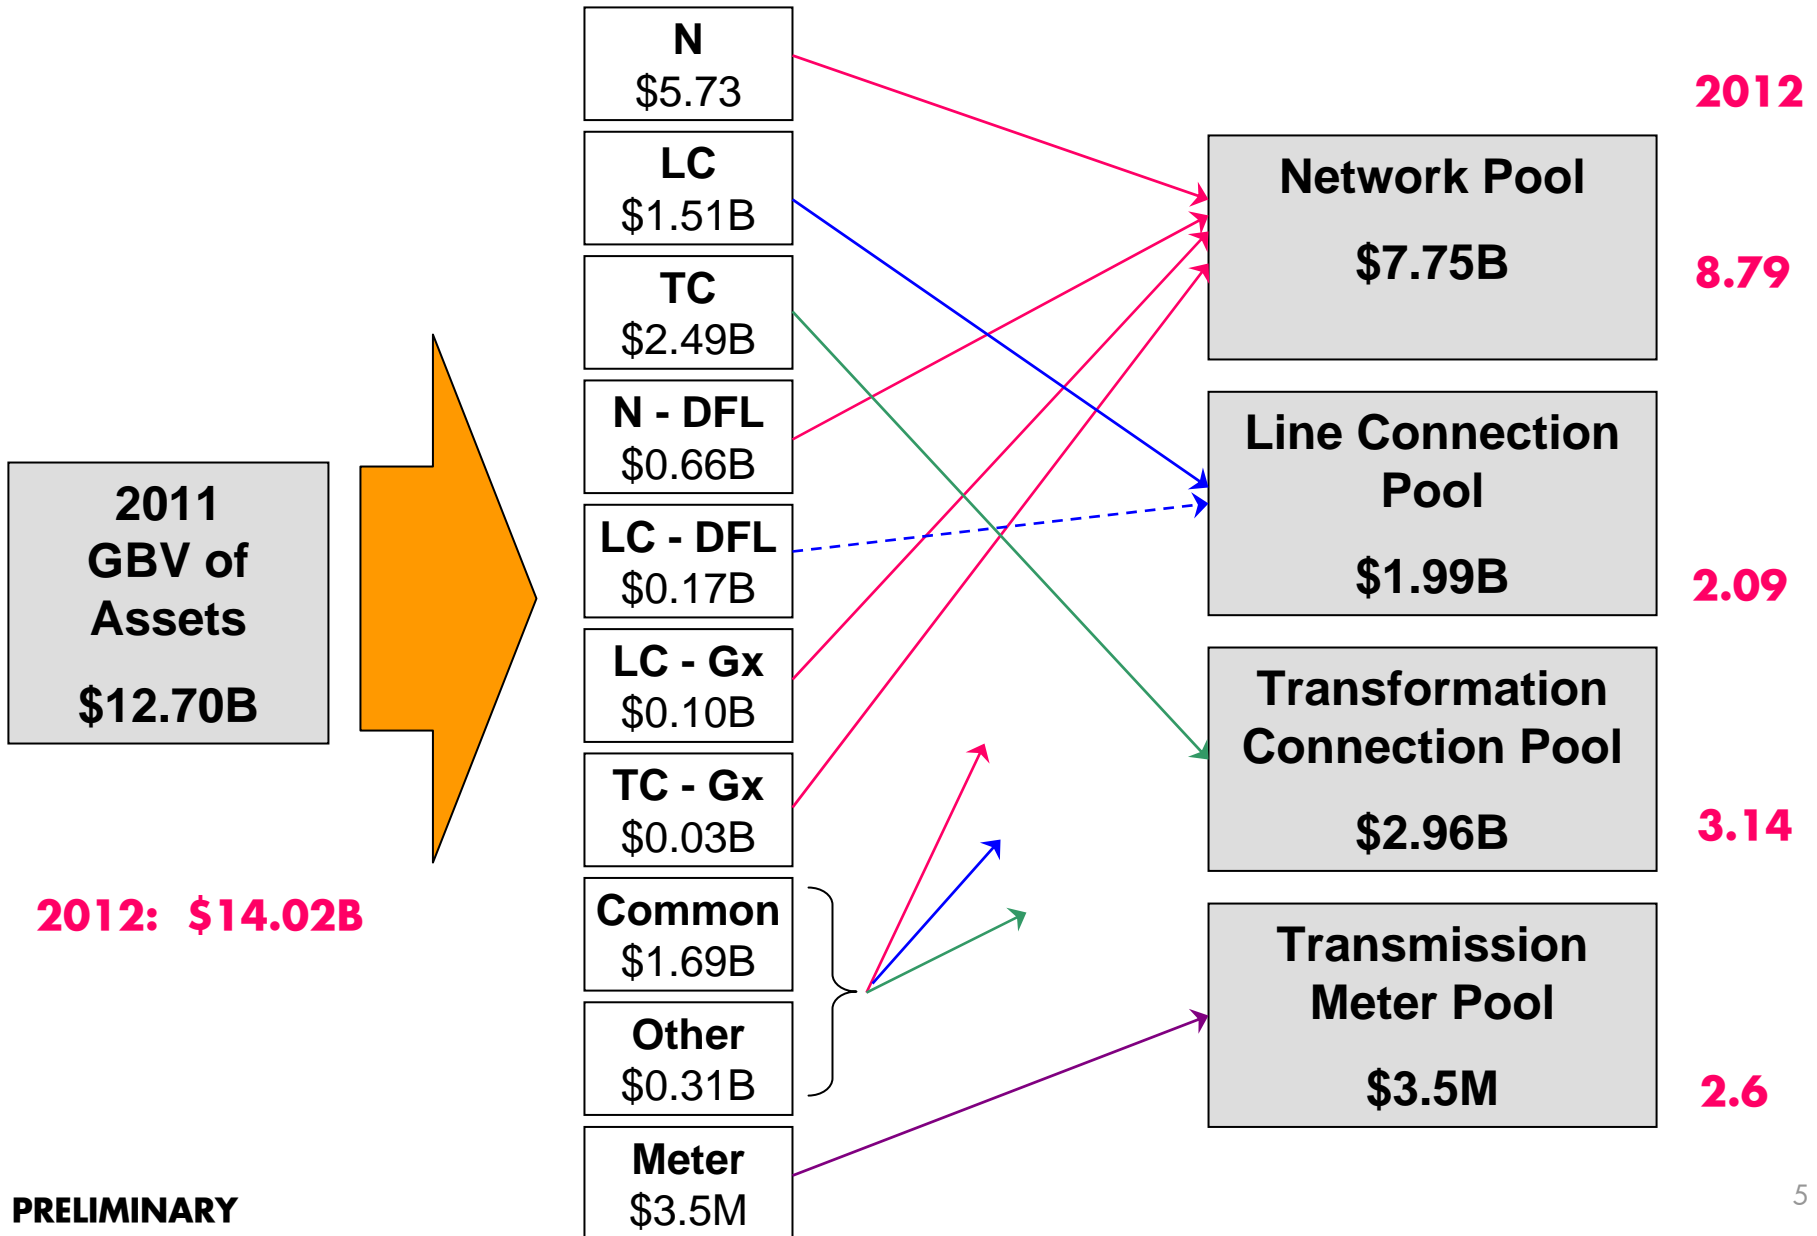 2011
GBV of
Assets
$12.70B
2012: $14.02B
N
$5.73
LC
$1.51B
TC
$2.49B
N - DFL
$0.66B
LC - DFL
$0.17B
LC - Gx
$0.10B
TC - Gx
$0.03B
Common
$1.69B
Other
$0.31B
Meter
$3.5M
Network Pool
$7.75B
Line Connection
Pool
$1.99B
Transformation
Connection Pool
$2.96B
Transmission
Meter Pool
$3.5M
2012
8.79
2.09
3.14
2.6
PRELIMINARY
5